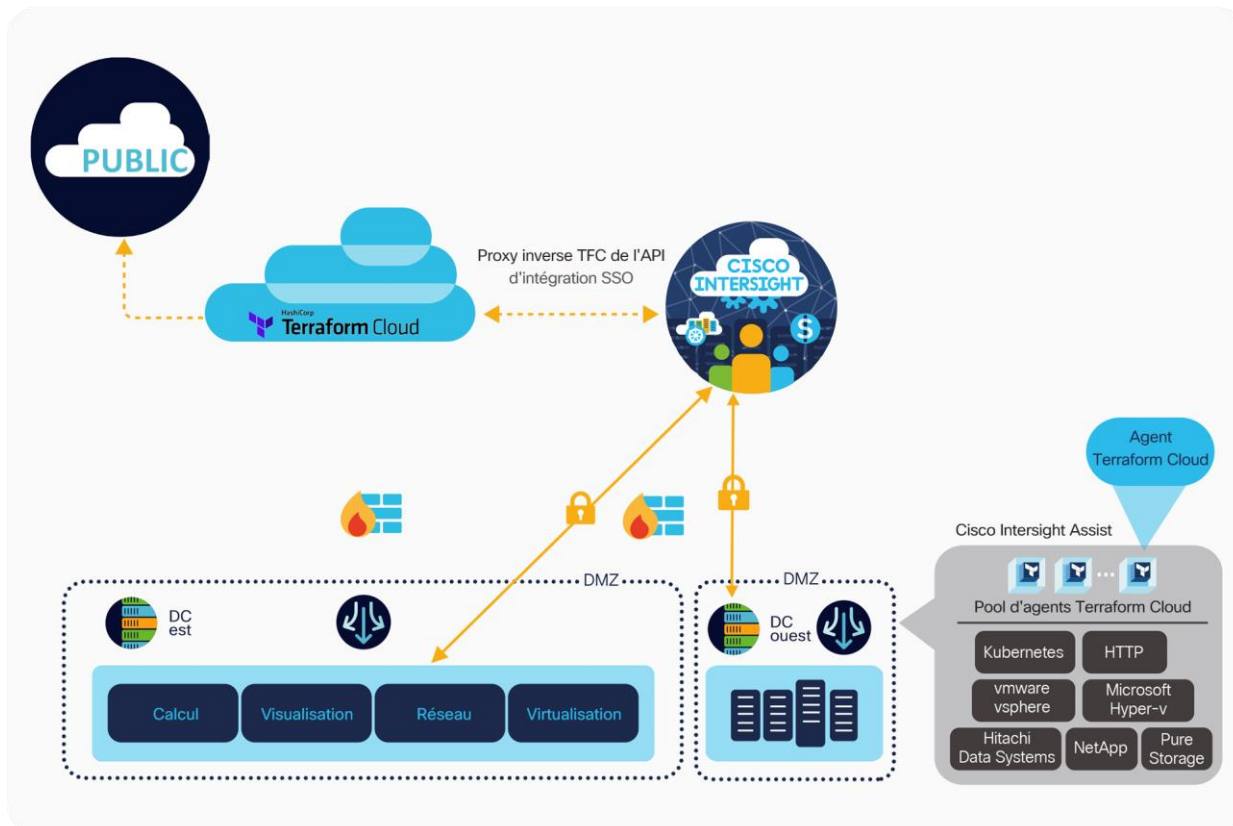 PUBLIC
HashiCorp
Terraform Cloud
Proxy inverse TFC de l'API
d'intégration SSO
CISCO
INTERSIGHT
S
Agent
Terraform Cloud
Cisco Intersight Assist
Pool d'agents Terraform Cloud
Kubernetes
HTTP
vmware
vsphere
Microsoft
Hyper-v
Hitachi
Data Systems
NetApp
Pure
Storage
DMZ
DC
est
Calcul
Visualisation
Réseau
Virtualisation
DMZ
DC
ouest